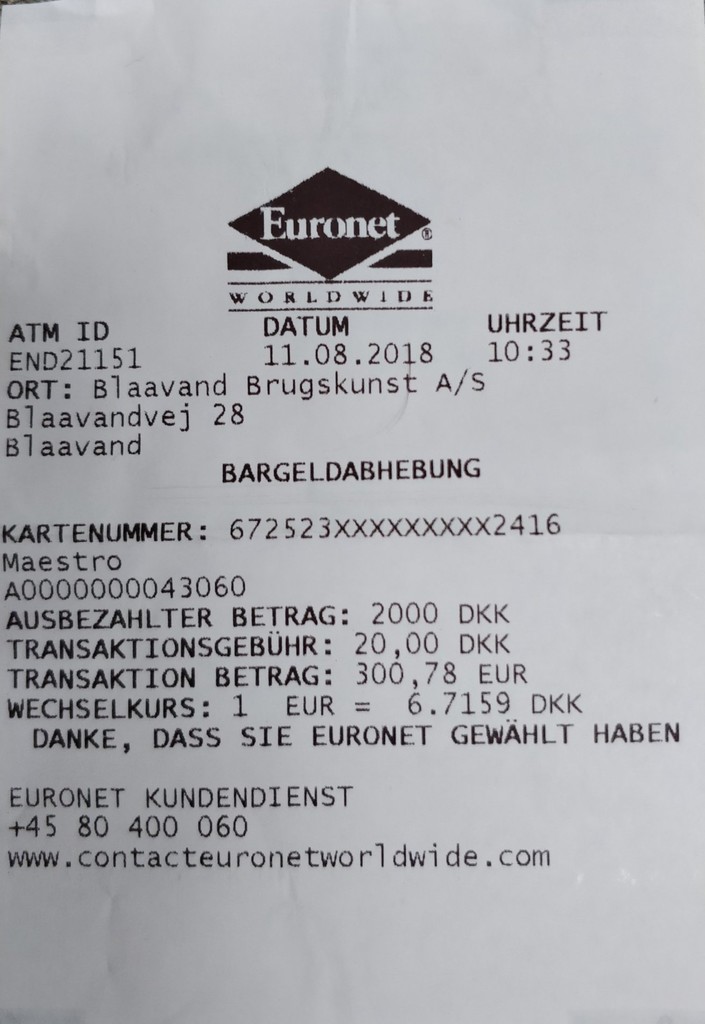 Euronet ®
WORLDWIDE
ATM ID DATUM UHRZEIT
END21151 11.08.2018 10:33
ORT: Blaavand Brugskunst A/S
Blaavandvej 28
Blaavand
BARGELDABHEBUNG
KARTENUMMER: 672523XXXXXXXXX2416
Maestro
A0000000043060
AUSBEZAHLTER BETRAG: 2000 DKK
TRANSAKTIONSGEBÜHR: 20,00 DKK
TRANSAKTION BETRAG: 300,78 EUR
WECHSELKURS: 1 EUR = 6.7159 DKK
DANKE, DASS SIE EURONET GEWÄHLT HABEN
EURONET KUNDENDIENST
+45 80 400 060
www.contacteuronetworldwide.com